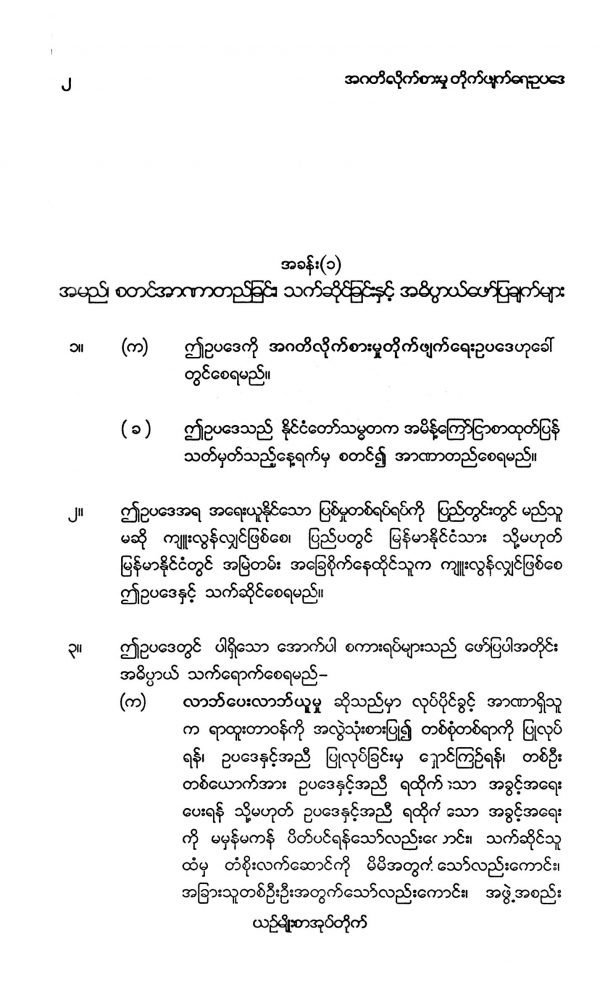 ၂ အဂတိလိုက်စားမှု တိုက်ဖျက်ရေးဥပဒေ
အခန်း(၁)
အမည်၊ စတင်အာဏာတည်ခြင်း၊ သက်ဆိုင်ခြင်းနှင့် အဓိပ္ပာယ်ဖော်ပြချက်များ
၁။ (က) ဤဥပဒေကို အဂတိလိုက်စားမှုတိုက်ဖျက်ရေးဥပဒေဟုခေါ်
တွင်စေရမည်။
(ခ) ဤဥပဒေသည် နိုင်ငံတော်သမ္မတက အမိန့်ကြော်ငြာစာထုတ်ပြန်
သတ်မှတ်သည့်နေ့ရက်မှ စတင်၍ အာဏာတည်စေရမည်။
၂။ ဤဥပဒေအရ အရေးယူနိုင်သော ပြစ်မှုတစ်ရပ်ရပ်ကို ပြည်တွင်းတွင် မည်သူ
မဆို ကျူးလွန်လျှင်ဖြစ်စေ၊ ပြည်ပတွင် မြန်မာနိုင်ငံသား သို့မဟုတ်
မြန်မာနိုင်ငံတွင် အမြဲတမ်း အခြေစိုက်နေထိုင်သူက ကျူးလွန်လျှင်ဖြစ်စေ
ဤဥပဒေနှင့် သက်ဆိုင်စေရမည်။
၃။ ဤဥပဒေတွင် ပါရှိသော အောက်ပါ စကားရပ်များသည် ဖော်ပြပါအတိုင်း
အဓိပ္ပာယ် သက်ရောက်စေရမည်–
(က) လာဘ်ပေးလာဘ်ယူမှု ဆိုသည်မှာ လုပ်ပိုင်ခွင့် အာဏာရှိသူ
က ရာထူးတာဝန်ကို အလွဲသုံးစားပြု၍ တစ်စုံတစ်ရာကို ပြုလုပ်
ရန်၊ ဥပဒေနှင့်အညီ ပြုလုပ်ခြင်းမှ ရှောင်ကြဉ်ရန်၊ တစ်ဦး
တစ်ယောက်အား ဥပဒေနှင့်အညီ ရထိုက်သော အခွင့်အရေး
ပေးရန် သို့မဟုတ် ဥပဒေနှင့်အညီ ရထိုက်သော အခွင့်အရေး
ကို မမှန်မကန် ပိတ်ပင်ရန်သော်လည်းကောင်း၊ သက်ဆိုင်သူ
ထံမှ တံစိုးလက်ဆောင်ကို မိမိအတွက်သော်လည်းကောင်း၊
အခြားသူတစ်ဦးဦးအတွက်သော်လည်းကောင်း၊ အဖွဲ့အစည်း
ယဉ်မျိုးစာအုပ်တိုက်